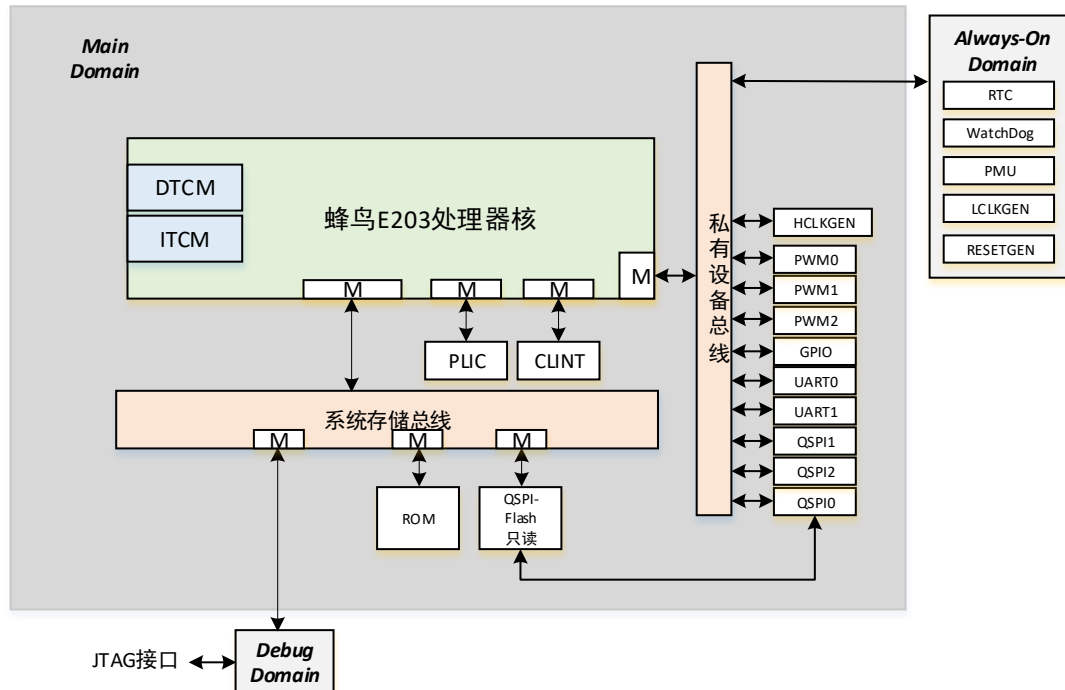 Main
Domain
Always-On
Domain
RTC
WatchDog
PMU
LCLKGEN
RESETGEN
DTCM
ITCM
蜂鸟E203处理器核
M
M
M
M
PLIC
CLINT
私有设备总线
HCLKGEN
PWM0
PWM1
PWM2
GPIO
UART0
UART1
QSPI1
QSPI2
QSPI0
系统存储总线
M
M
M
ROM
QSPI-
Flash
只读
JTAG接口
Debug
Domain